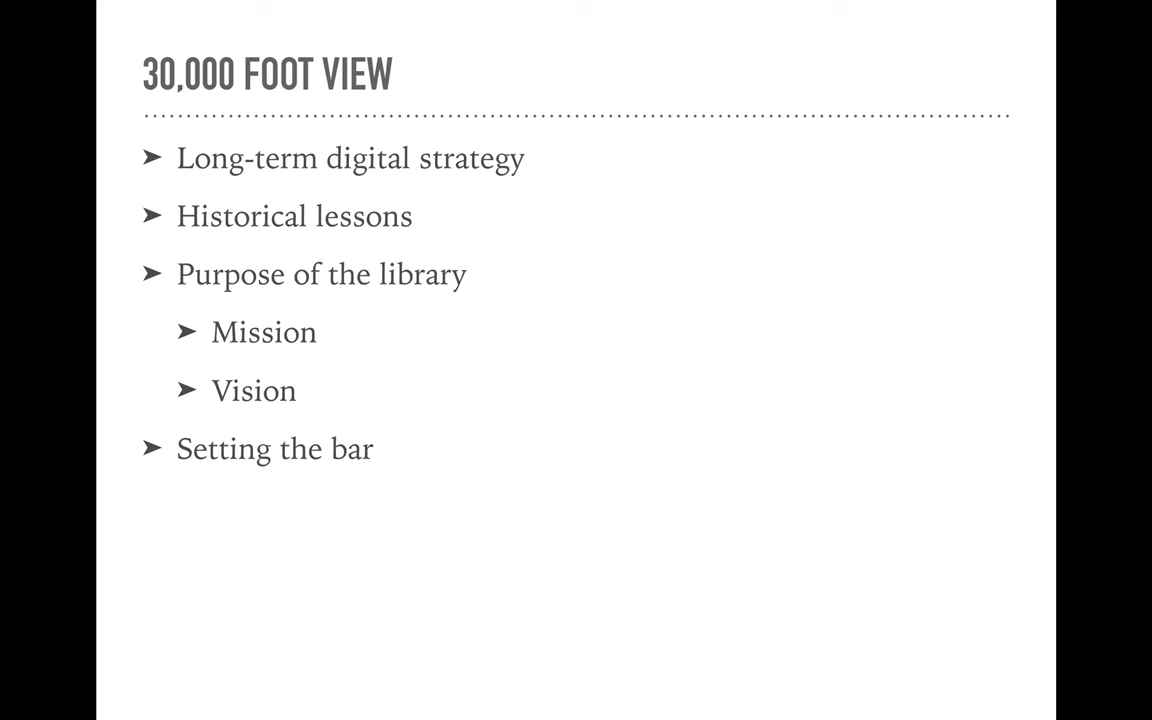 30,000 FOOT VIEW
➤ Long-term digital strategy
➤ Historical lessons
➤ Purpose of the library
➤ Mission
➤ Vision
➤ Setting the bar